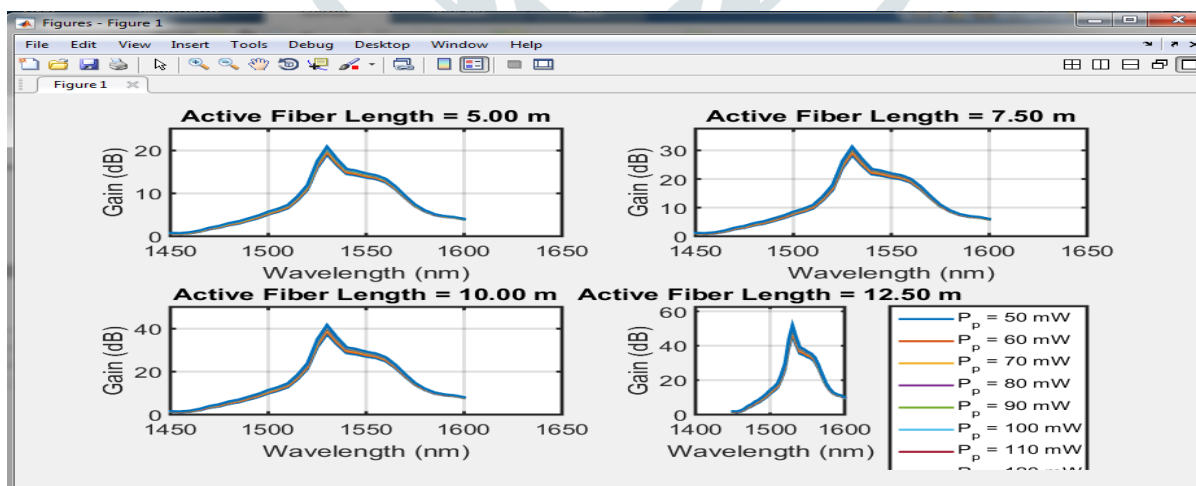 Figures - Figure 1
File Edit View Insert Tools Debug Desktop Window Help
Figure 1
Active Fiber Length = 5.00 m
Gain (dB)
20
10
0
1450 1500 1550 1600 1650
Wavelength (nm)
Active Fiber Length = 7.50 m
Gain (dB)
30
20
10
0
1450 1500 1550 1600 1650
Wavelength (nm)
Active Fiber Length = 10.00 m
Gain (dB)
40
20
0
1450 1500 1550 1600 1650
Wavelength (nm)
Active Fiber Length = 12.50 m
Gain (dB)
60
40
20
0
1400 1500 1600
Wavelength (nm)
P_p = 50 mW
P_p = 60 mW
P_p = 70 mW
P_p = 80 mW
P_p = 90 mW
P_p = 100 mW
P_p = 110 mW